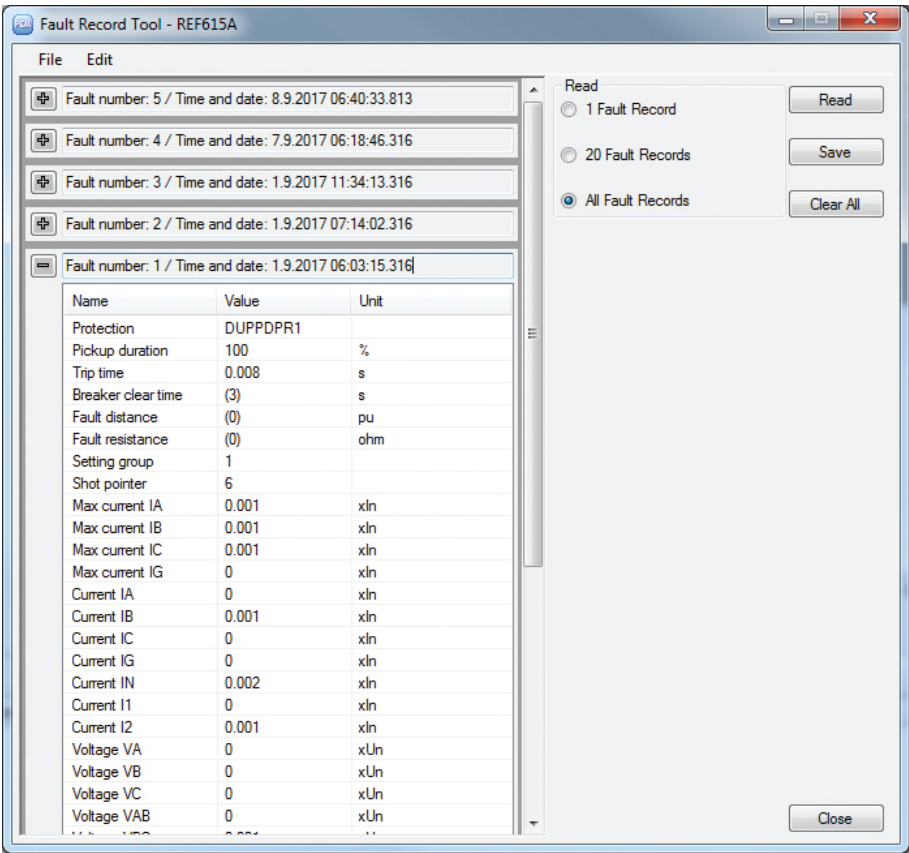 PCM Fault Record Tool - REF615A
File Edit
Fault number: 5 / Time and date: 8.9.2017 06:40:33.813
Fault number: 4 / Time and date: 7.9.2017 06:18:46.316
Fault number: 3 / Time and date: 1.9.2017 11:34:13.316
Fault number: 2 / Time and date: 1.9.2017 07:14:02.316
Fault number: 1 / Time and date: 1.9.2017 06:03:15.316
Name Value Unit
Protection DUPPDPR1
Pickup duration 100 %
Trip time 0.008 s
Breaker clear time (3) s
Fault distance (0) pu
Fault resistance (0) ohm
Setting group 1
Shot pointer 6
Max current IA 0.001 xIn
Max current IB 0.001 xIn
Max current IC 0.001 xIn
Max current IG 0 xIn
Current IA 0 xIn
Current IB 0.001 xIn
Current IC 0 xIn
Current IG 0 xIn
Current IN 0.002 xIn
Current I1 0 xIn
Current I2 0.001 xIn
Voltage VA 0 xUn
Voltage VB 0 xUn
Voltage VC 0 xUn
Voltage VAB 0 xUn
Read
1 Fault Record
20 Fault Records
All Fault Records
Read
Save
Clear All
Close